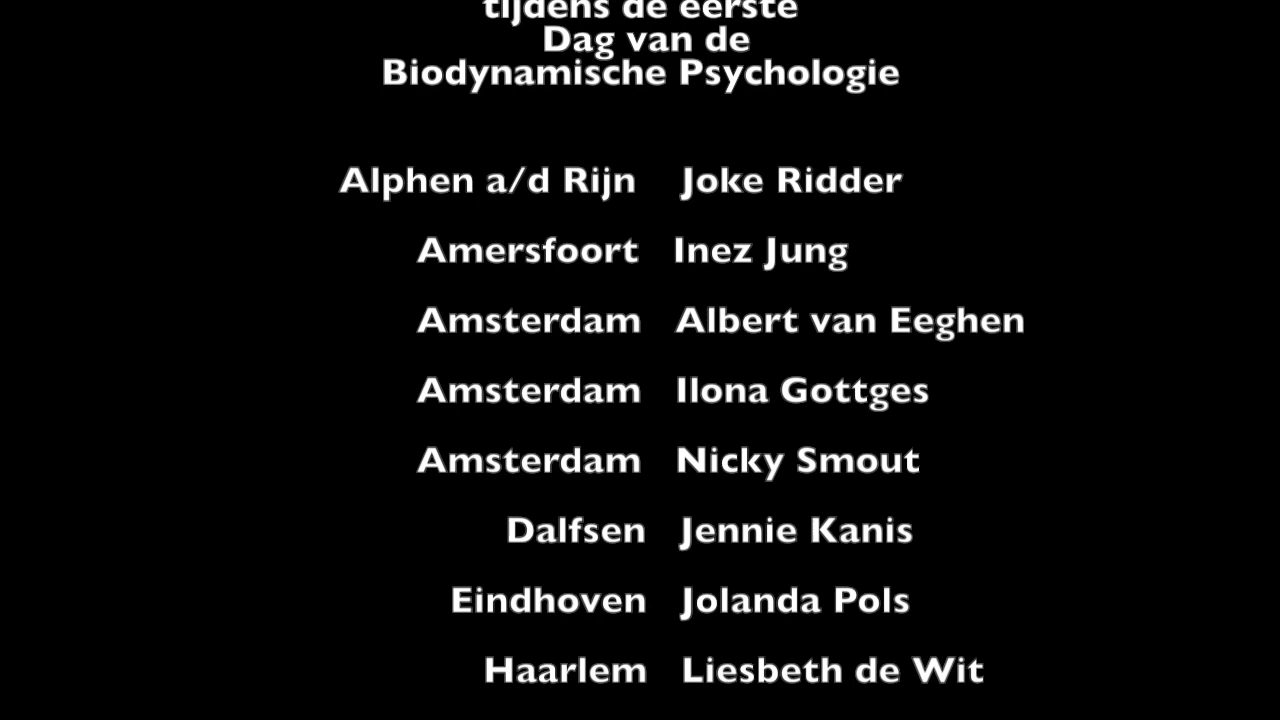 tijdens de eerste
Dag van de
Biodynamische Psychologie
Alphen a/d Rijn Joke Ridder
Amersfoort Inez Jung
Amsterdam Albert van Eeghen
Amsterdam Ilona Gottges
Amsterdam Nicky Smout
Dalfsen Jennie Kanis
Eindhoven Jolanda Pols
Haarlem Liesbeth de Wit